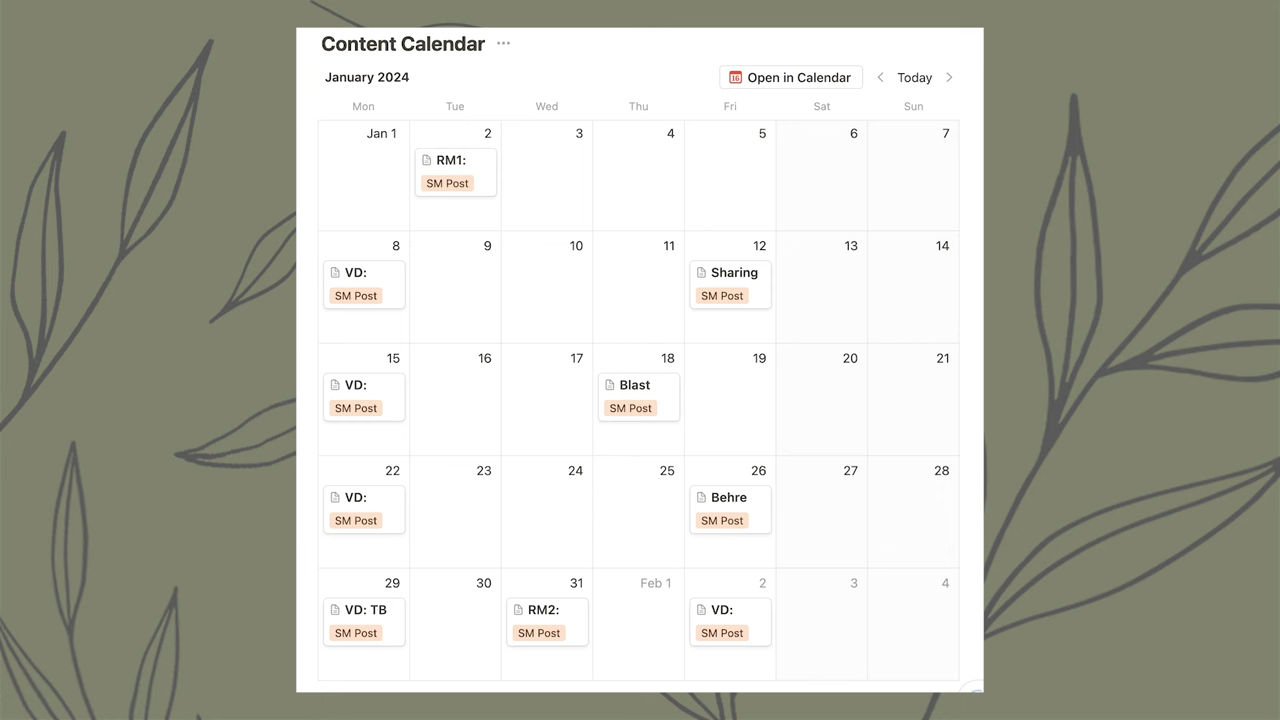 Content Calendar ...
January 2024
16 Open in Calendar < Today >
Mon Tue Wed Thu Fri Sat Sun
Jan 1 2 3 4 5 6 7
RM1:
SM Post
8 9 10 11 12 13 14
VD: Sharing
SM Post SM Post
15 16 17 18 19 20 21
VD: Blast
SM Post SM Post
22 23 24 25 26 27 28
VD: Behre
SM Post SM Post
29 30 31 Feb 1 2 3 4
VD: TB RM2: VD:
SM Post SM Post SM Post